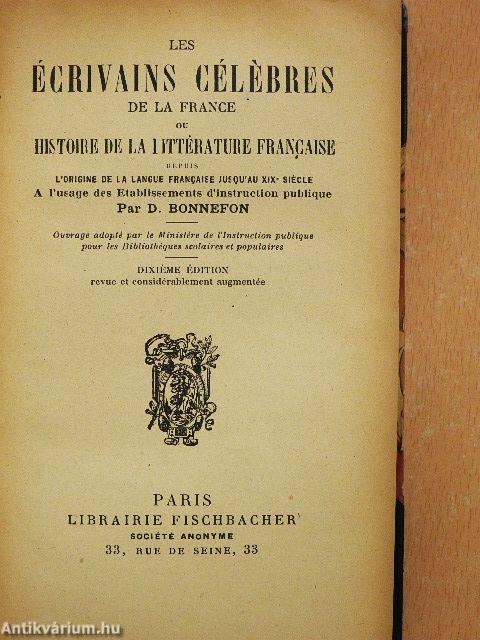 LES
ÉCRIVAINS CÉLÈBRES
DE LA FRANCE
OU
HISTOIRE DE LA LITTÉRATURE FRANÇAISE
DEPUIS
L'ORIGINE DE LA LANGUE FRANÇAISE JUSQU'AU XIXe SIÈCLE
A l'usage des Etablissements d'instruction publique
Par D. BONNEFON
Ouvrage adopté par le Ministère de l'Instruction publique
pour les Bibliothèques scolaires et populaires
DIXIÈME ÉDITION
revue et considérablement augmentée
PARIS
LIBRAIRIE FISCHBACHER
SOCIÉTÉ ANONYME
33, RUE DE SEINE, 33
Antikvárium.hu